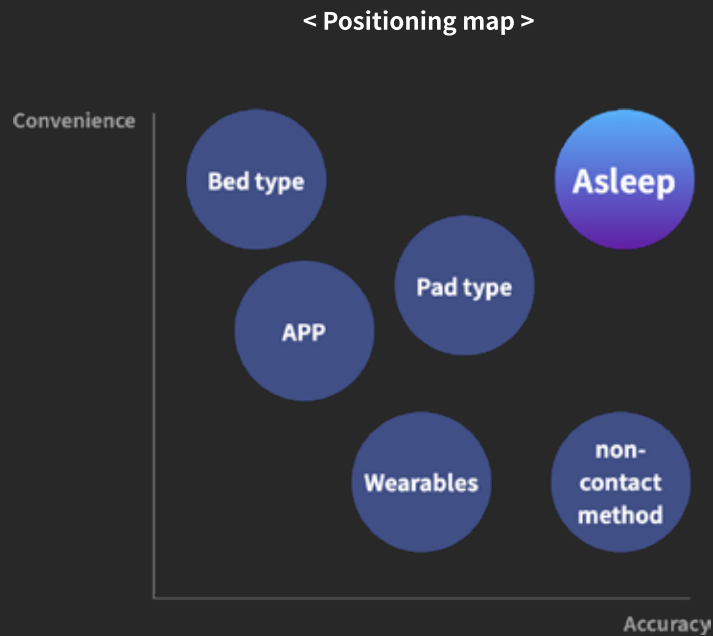 < Positioning map >
Convenience
Bed type
Asleep
Pad type
APP
Wearables
non-
contact
method
Accuracy